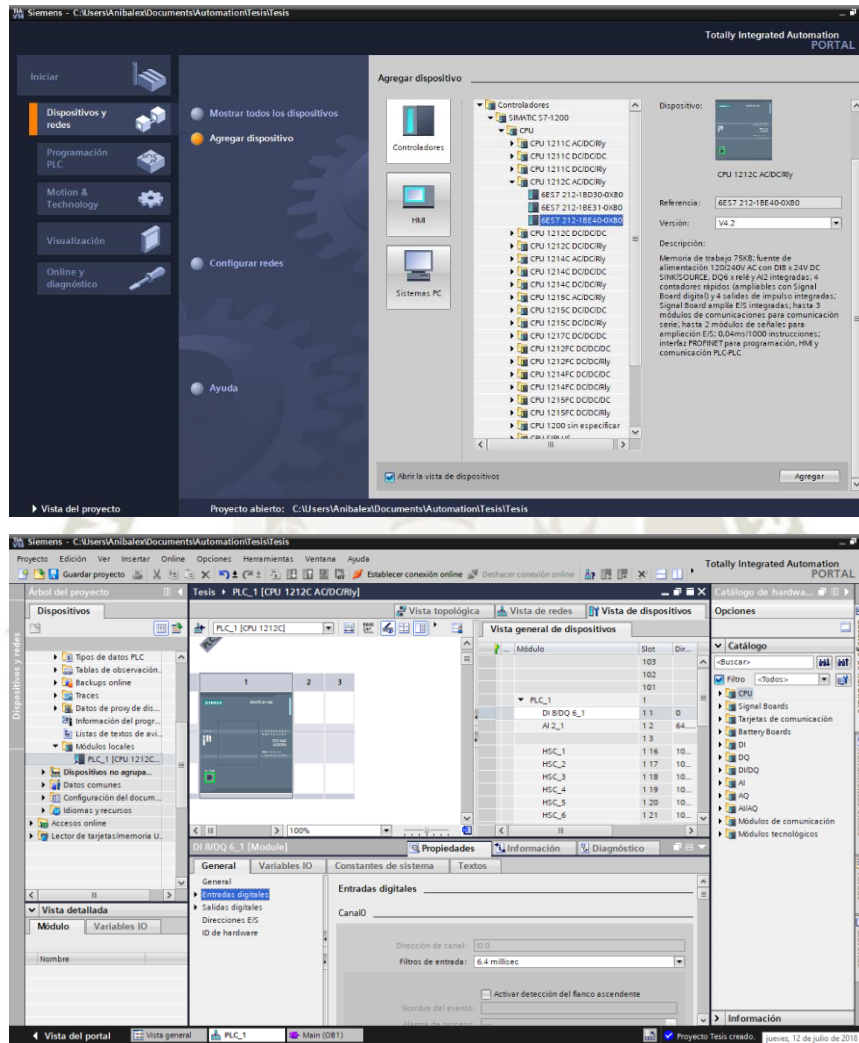 Siemens - C:\Users\Anibalex\Documents\Automation\Tesis\Tesis
Totally Integrated Automation
PORTAL
Iniciar
Dispositivos y redes
Programación PLC
Motion & Technology
Visualización
Online y diagnóstico
Mostrar todos los dispositivos
Agregar dispositivo
Configurar redes
Ayuda
Agregar dispositivo
Controladores
HMI
Sistemas PC
Controladores
SIMATIC S7-1200
CPU
CPU 1211C AC/DC/Rly
CPU 1211C DC/DC/DC
CPU 1211C DC/DC/Rly
CPU 1212C AC/DC/Rly
6ES7 212-1BD30-0XB0
6ES7 212-1BE31-0XB0
6ES7 212-1BE40-0XB0
CPU 1212C DC/DC/DC
CPU 1212C DC/DC/Rly
CPU 1214C AC/DC/Rly
CPU 1214C DC/DC/DC
CPU 1214C DC/DC/Rly
CPU 1215C AC/DC/Rly
CPU 1215C DC/DC/DC
CPU 1215C DC/DC/Rly
CPU 1217C DC/DC/DC
CPU 1212FC DC/DC/DC
CPU 1212FC DC/DC/Rly
CPU 1214FC DC/DC/DC
CPU 1214FC DC/DC/Rly
CPU 1215FC DC/DC/DC
CPU 1215FC DC/DC/Rly
CPU 1200 sin especificar
CPU SIPLUS
Dispositivo:
CPU 1212C AC/DC/Rly
Referencia: 6ES7 212-1BE40-0XB0
Versión: V4.2
Descripción:
Memoria de trabajo 75KB; fuente de
alimentación 120/240V AC con DI8 x 24V DC
SINK/SOURCE, DQ6 x relé y AI2 integradas; 4
contadores rápidos (ampliables con Signal
Board digital) y 4 salidas de impulso integradas;
Signal Board amplía E/S integradas; hasta 3
módulos de comunicaciones para comunicación
serie; hasta 2 módulos de señales para
ampliación E/S; 0,04ms/1000 instrucciones;
interfaz PROFINET para programación, HMI y
comunicación PLC-PLC
Abrir la vista de dispositivos
Agregar
Vista del proyecto
Proyecto abierto: C:\Users\Anibalex\Documents\Automation\Tesis\Tesis
Siemens - C:\Users\Anibalex\Documents\Automation\Tesis\Tesis
Proyecto Edición Ver Insertar Online Opciones Herramientas Ventana Ayuda
Totally Integrated Automation
PORTAL
Guardar proyecto Establecer conexión online Deshacer conexión online
Árbol del proyecto
Tesis PLC_1 [CPU 1212C AC/DC/Rly]
Catálogo de hardwa...
Dispositivos
Vista topológica Vista de redes Vista de dispositivos
Opciones
Dispositivos y redes
PLC_1 [CPU 1212C]
Vista general de dispositivos
Tipos de datos PLC
Tablas de observación..
Backups online
Traces
Datos de proxy de dis...
Información del progr...
Listas de textos de avi...
Módulos locales
PLC_1 [CPU 1212C...
Dispositivos no agrupa...
Datos comunes
Configuración del docum...
Idiomas y recursos
Accesos online
Lector de tarjetas/memoria U..
PLC
1 2 3
SIEMENS
100%
... Módulo Slot Dir...
103
102
101
PLC_1 1
DI 8/DQ 6_1 1 1 0
AI 2_1 1 2 64....
1 3
HSC_1 1 16 10...
HSC_2 1 17 10...
HSC_3 1 18 10...
HSC_4 1 19 10...
HSC_5 1 20 10...
HSC_6 1 21 10...
Catálogo
<Buscar>
Filtro <Todos>
CPU
Signal Boards
Tarjetas de comunicación
Battery Boards
DI
DQ
DI/DQ
AI
AQ
AI/AQ
Módulos de comunicación
Módulos tecnológicos
DI 8/DQ 6_1 [Module]
Propiedades Información Diagnóstico
General Variables IO Constantes de sistema Textos
General
Entradas digitales
Salidas digitales
Direcciones E/S
ID de hardware
Entradas digitales
Canal0
Dirección de canal: I0.0
Filtros de entrada: 6.4 millisec
Activar detección del flanco ascendente
Nombre del evento:
Alarma de proceso:
Vista detallada
Módulo Variables IO
Nombre
Información
Vista del portal Vista general PLC_1 Main (OB1)
Proyecto Tesis creado.
jueves, 12 de julio de 2018